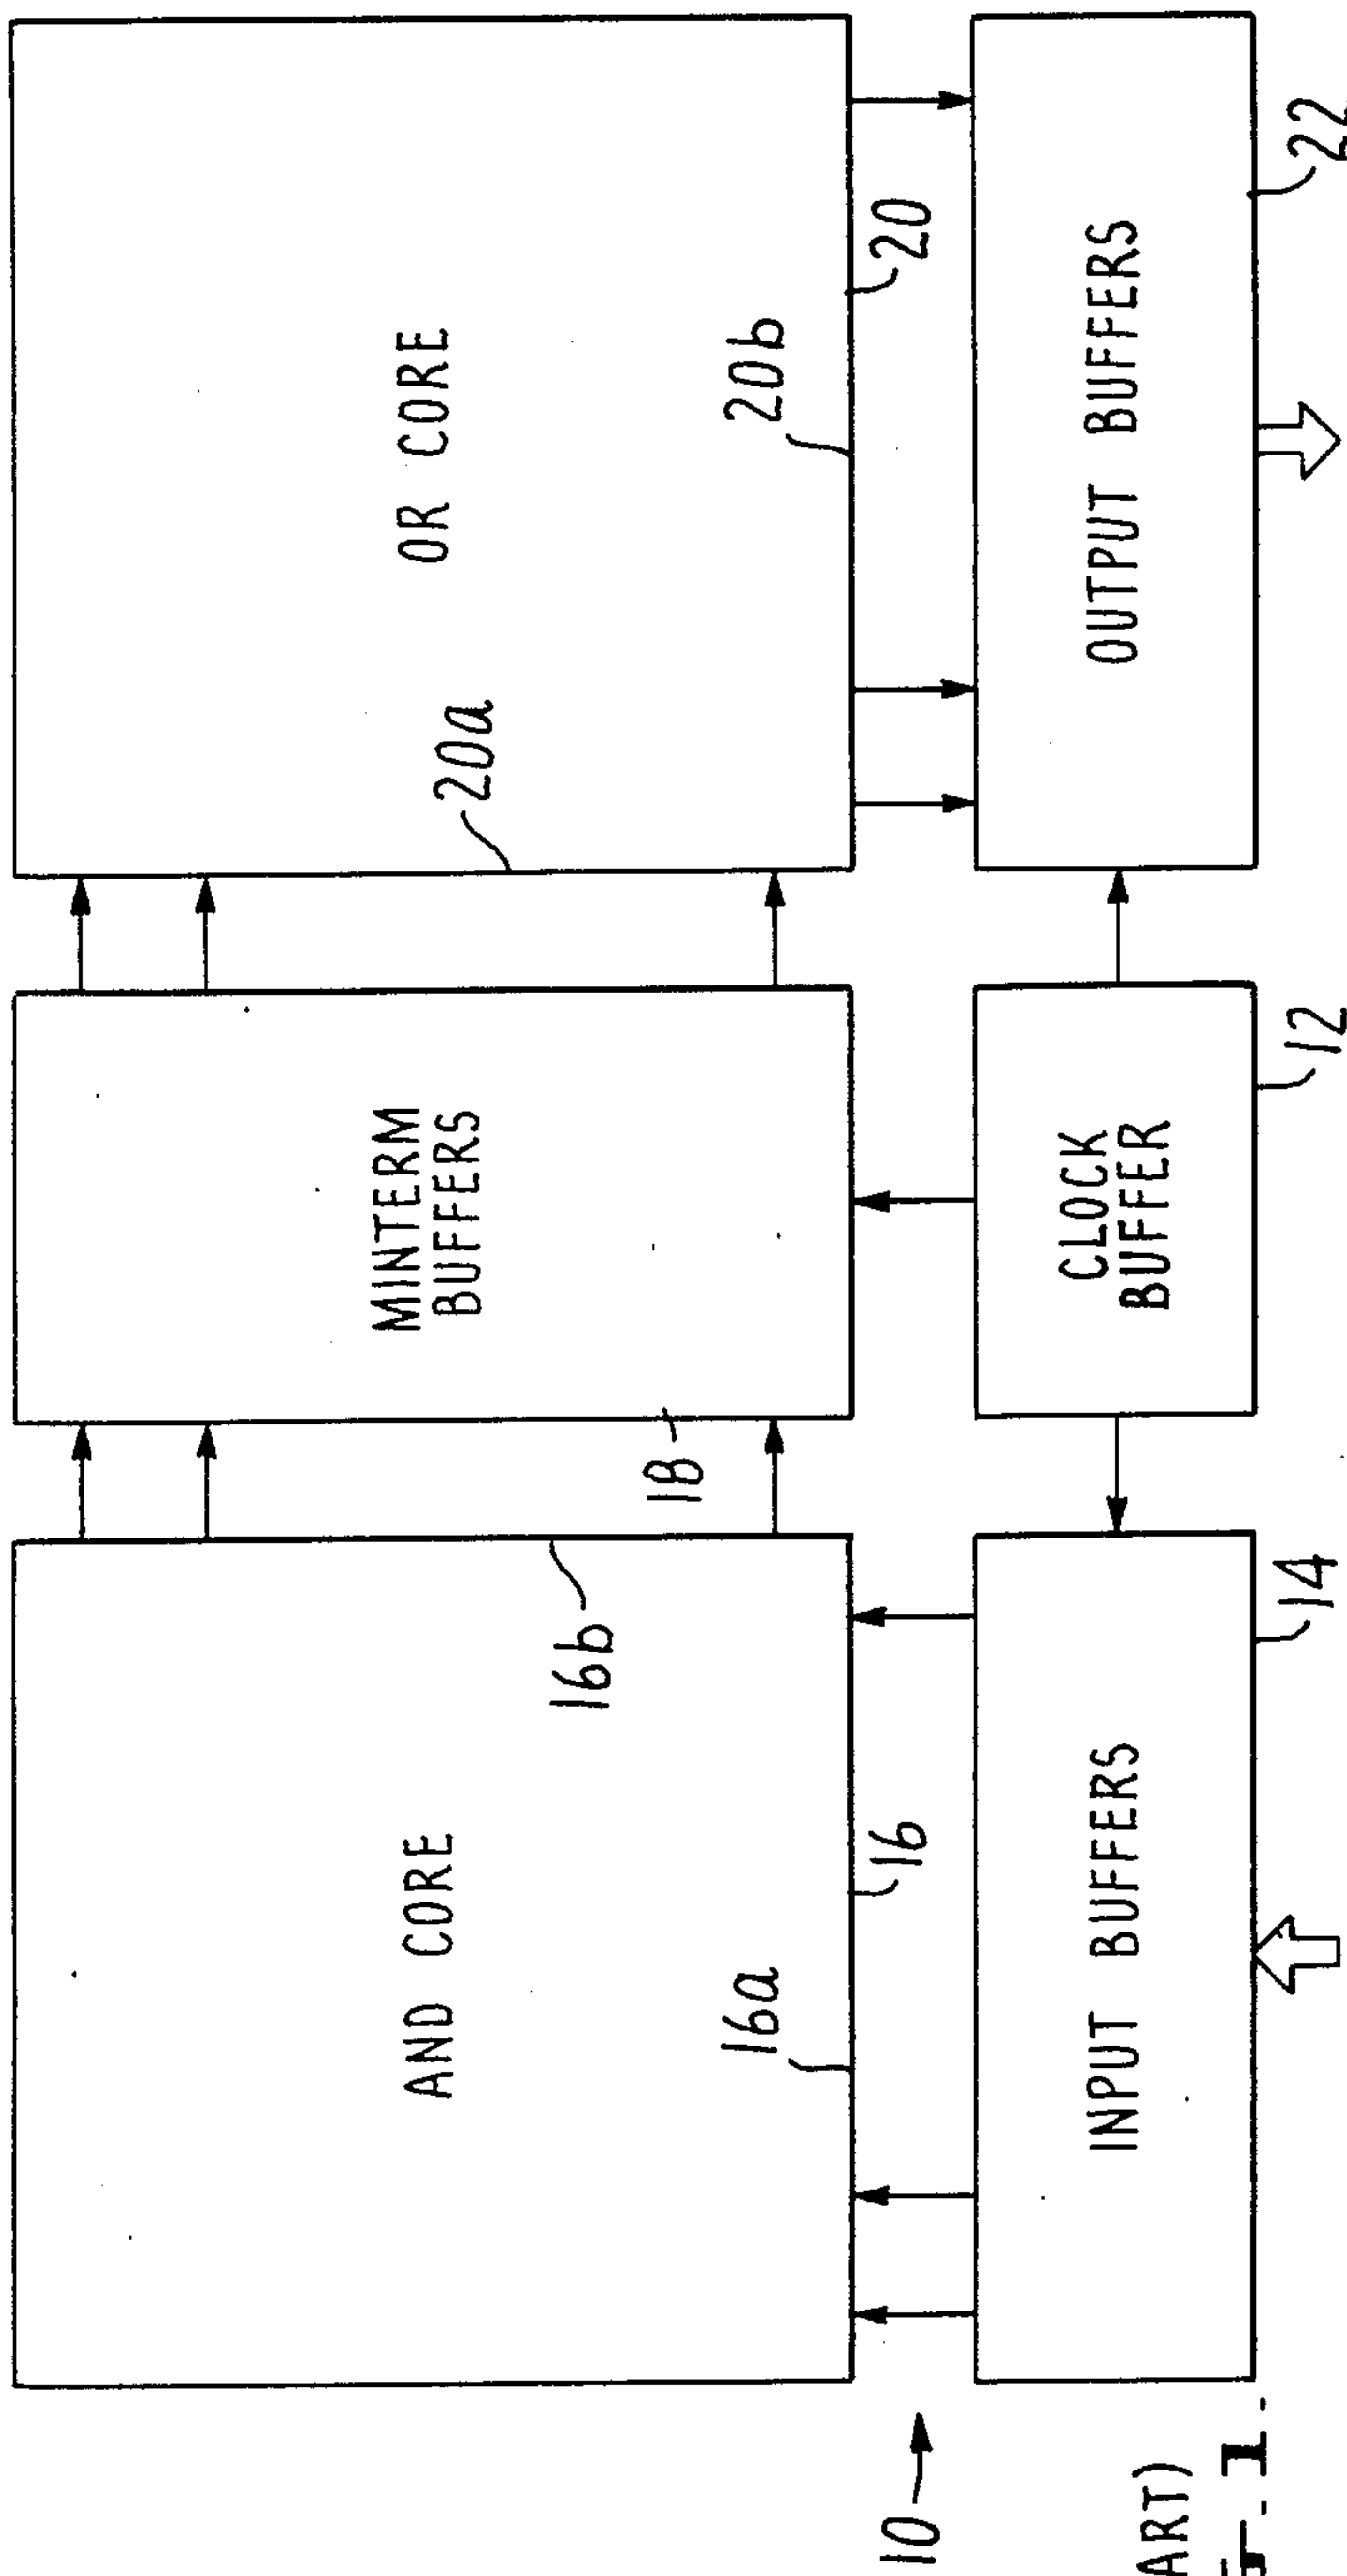 AND CORE
MINTERM
BUFFERS
OR CORE
16b
18
20a
16a
16
20b
20
10
INPUT BUFFERS
CLOCK
BUFFER
OUTPUT BUFFERS
14
12
22
ART)
1.